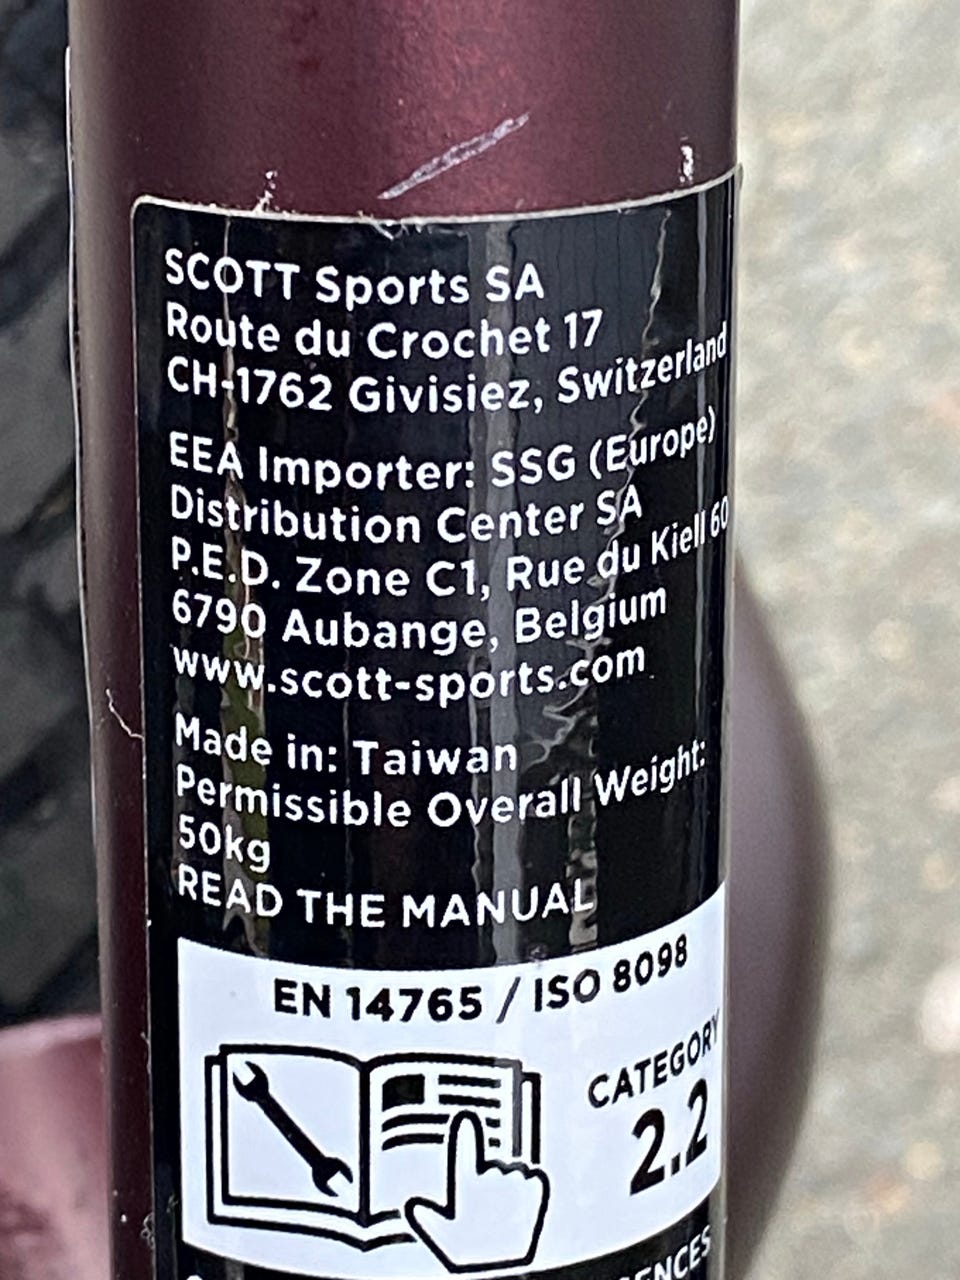 SCOTT Sports SA
Route du Crochet 17
CH-1762 Givisiez, Switzerland
EEA Importer: SSG (Europe)
Distribution Center SA
P.E.D. Zone C1, Rue du Kiell 60
6790 Aubange, Belgium
www.scott-sports.com
Made in: Taiwan
Permissible Overall Weight:
50kg
READ THE MANUAL
EN 14765 / ISO 8098
CATEGORY
2.2